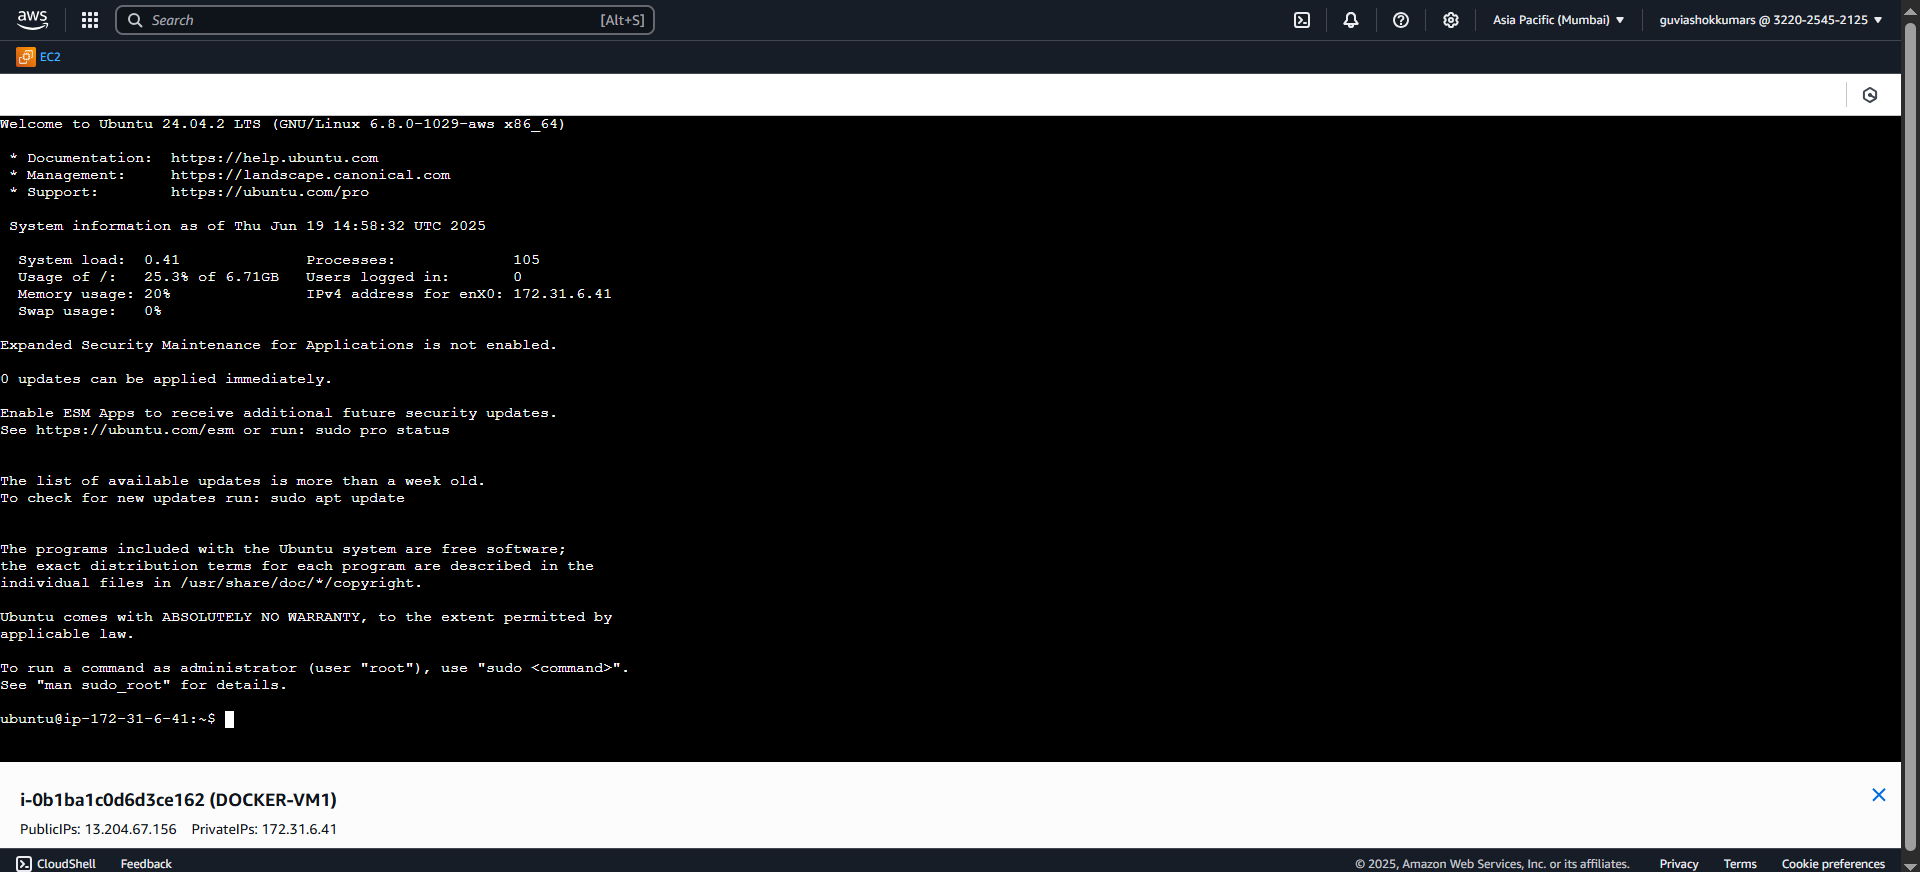 aws
Search [Alt+S]
Asia Pacific (Mumbai)
guviashokkumars @ 3220-2545-2125
EC2
Welcome to Ubuntu 24.04.2 LTS (GNU/Linux 6.8.0-1029-aws x86_64)
* Documentation: https://help.ubuntu.com
* Management: https://landscape.canonical.com
* Support: https://ubuntu.com/pro
System information as of Thu Jun 19 14:58:32 UTC 2025
System load: 0.41 Processes: 105
Usage of /: 25.3% of 6.71GB Users logged in: 0
Memory usage: 20% IPv4 address for enX0: 172.31.6.41
Swap usage: 0%
Expanded Security Maintenance for Applications is not enabled.
0 updates can be applied immediately.
Enable ESM Apps to receive additional future security updates.
See https://ubuntu.com/esm or run: sudo pro status
The list of available updates is more than a week old.
To check for new updates run: sudo apt update
The programs included with the Ubuntu system are free software;
the exact distribution terms for each program are described in the
individual files in /usr/share/doc/*/copyright.
Ubuntu comes with ABSOLUTELY NO WARRANTY, to the extent permitted by
applicable law.
To run a command as administrator (user "root"), use "sudo <command>".
See "man sudo_root" for details.
ubuntu@ip-172-31-6-41:~$
i-0b1ba1c0d6d3ce162 (DOCKER-VM1)
PublicIPs: 13.204.67.156 PrivateIPs: 172.31.6.41
CloudShell Feedback
© 2025, Amazon Web Services, Inc. or its affiliates. Privacy Terms Cookie preferences